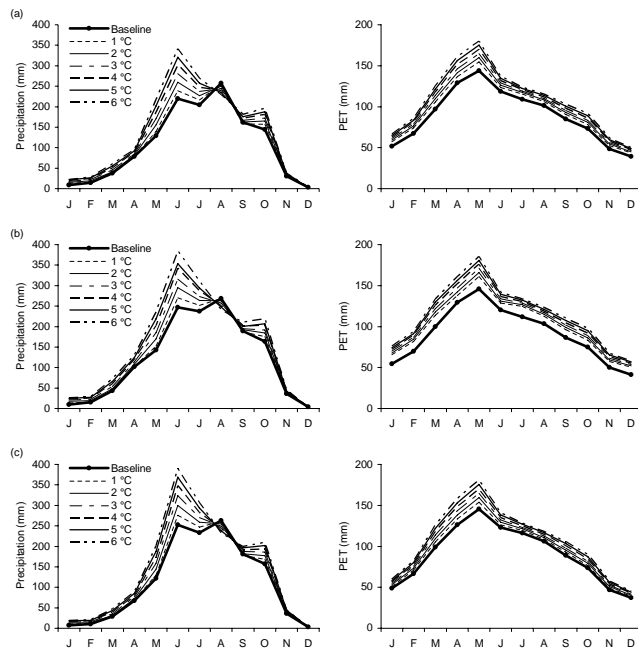 (a)
Precipitation (mm)
400
350
300
250
200
150
100
50
0
Baseline
1 °C
2 °C
3 °C
4 °C
5 °C
6 °C
J F M A M J J A S O N D
PET (mm)
200
150
100
50
0
J F M A M J J A S O N D
(b)
Precipitation (mm)
400
350
300
250
200
150
100
50
0
Baseline
1 °C
2 °C
3 °C
4 °C
5 °C
6 °C
J F M A M J J A S O N D
PET (mm)
200
150
100
50
0
J F M A M J J A S O N D
(c)
Precipitation (mm)
400
350
300
250
200
150
100
50
0
Baseline
1 °C
2 °C
3 °C
4 °C
5 °C
6 °C
J F M A M J J A S O N D
PET (mm)
200
150
100
50
0
J F M A M J J A S O N D